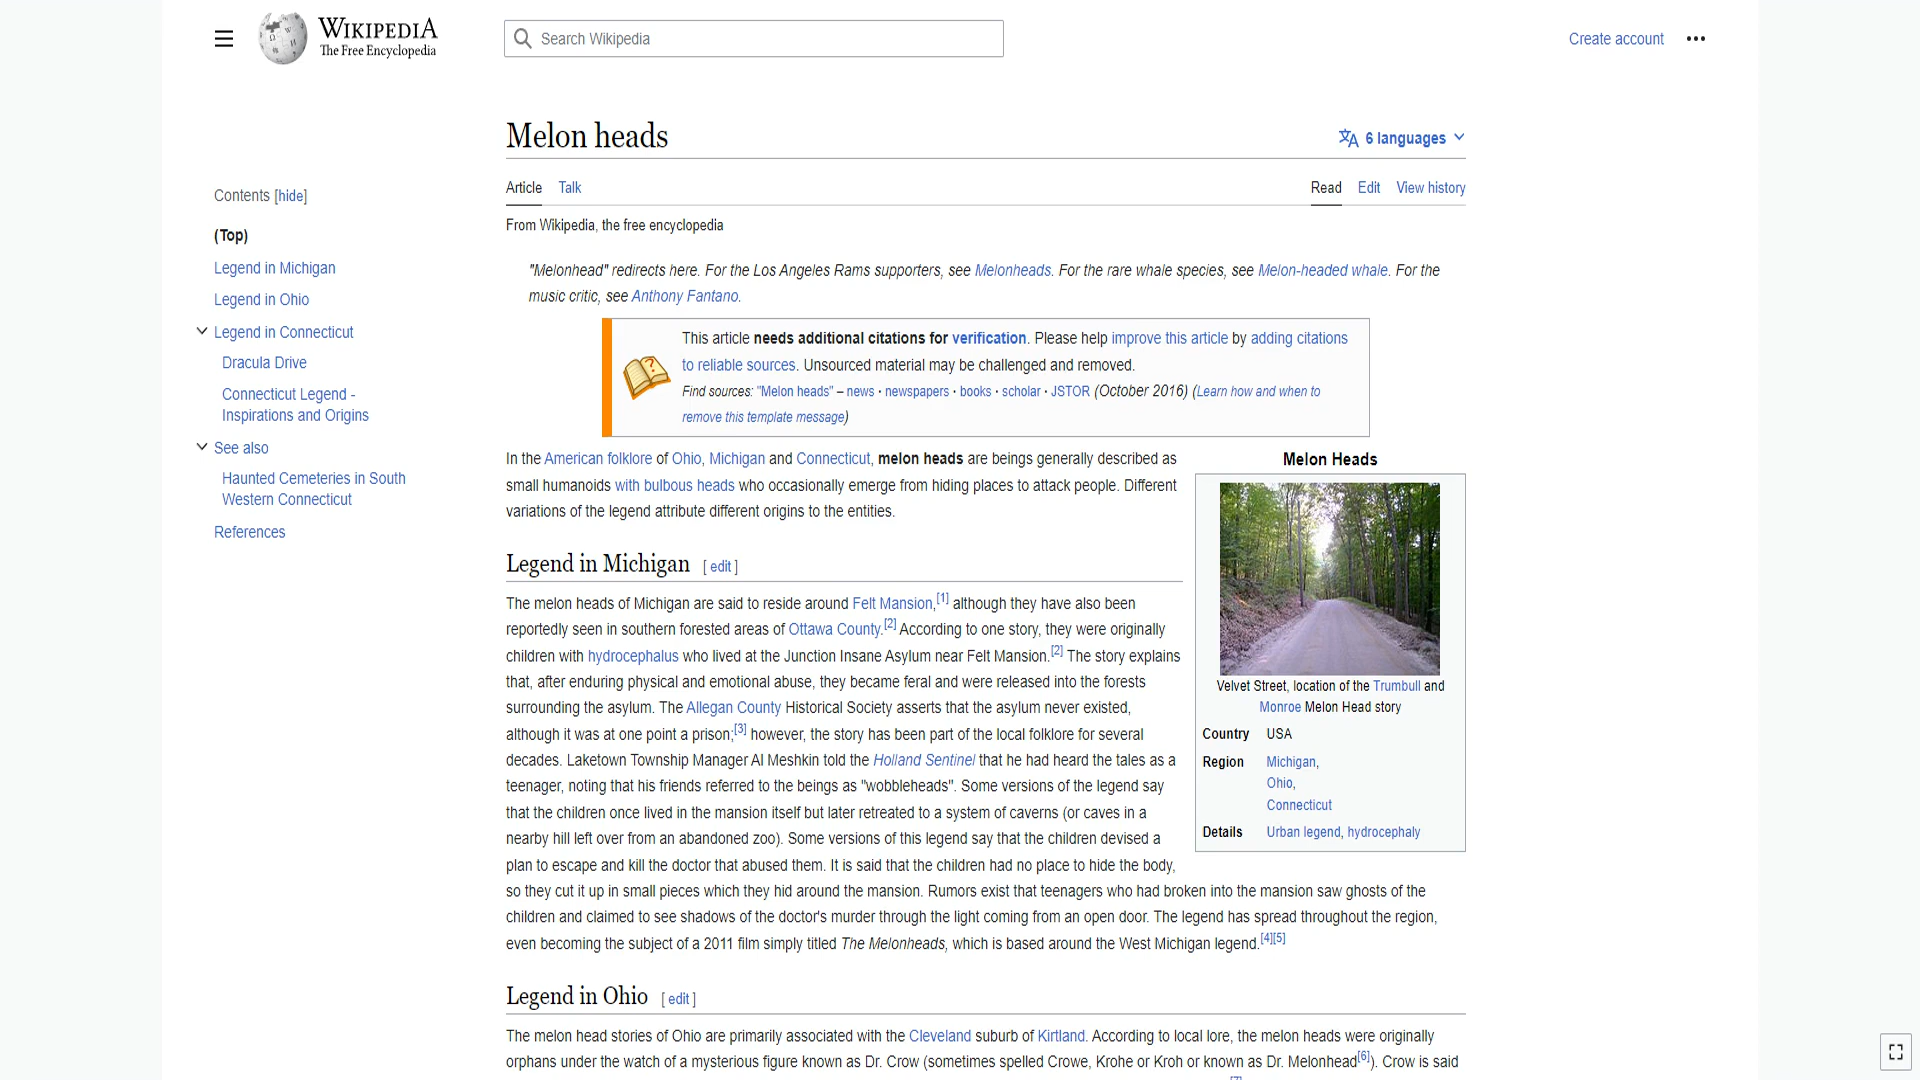 WIKIPEDIA
The Free Encyclopedia
Search Wikipedia
Create account
Melon heads
6 languages
Contents [hide]
(Top)
Legend in Michigan
Legend in Ohio
Legend in Connecticut
Dracula Drive
Connecticut Legend -
Inspirations and Origins
See also
Haunted Cemeteries in South
Western Connecticut
References
Article Talk
Read Edit View history
From Wikipedia, the free encyclopedia
"Melonhead" redirects here. For the Los Angeles Rams supporters, see Melonheads. For the rare whale species, see Melon-headed whale. For the
music critic, see Anthony Fantano.
This article needs additional citations for verification. Please help improve this article by adding citations
to reliable sources. Unsourced material may be challenged and removed.
Find sources: "Melon heads" – news · newspapers · books · scholar · JSTOR (October 2016) (Learn how and when to
remove this template message)
In the American folklore of Ohio, Michigan and Connecticut, melon heads are beings generally described as
small humanoids with bulbous heads who occasionally emerge from hiding places to attack people. Different
variations of the legend attribute different origins to the entities.
Melon Heads
Velvet Street, location of the Trumbull and
Monroe Melon Head story
Country USA
Region Michigan,
Ohio,
Connecticut
Details Urban legend, hydrocephaly
Legend in Michigan [ edit ]
The melon heads of Michigan are said to reside around Felt Mansion,[1] although they have also been
reportedly seen in southern forested areas of Ottawa County.[2] According to one story, they were originally
children with hydrocephalus who lived at the Junction Insane Asylum near Felt Mansion.[2] The story explains
that, after enduring physical and emotional abuse, they became feral and were released into the forests
surrounding the asylum. The Allegan County Historical Society asserts that the asylum never existed,
although it was at one point a prison;[3] however, the story has been part of the local folklore for several
decades. Laketown Township Manager Al Meshkin told the Holland Sentinel that he had heard the tales as a
teenager, noting that his friends referred to the beings as "wobbleheads". Some versions of the legend say
that the children once lived in the mansion itself but later retreated to a system of caverns (or caves in a
nearby hill left over from an abandoned zoo). Some versions of this legend say that the children devised a
plan to escape and kill the doctor that abused them. It is said that the children had no place to hide the body,
so they cut it up in small pieces which they hid around the mansion. Rumors exist that teenagers who had broken into the mansion saw ghosts of the
children and claimed to see shadows of the doctor's murder through the light coming from an open door. The legend has spread throughout the region,
even becoming the subject of a 2011 film simply titled The Melonheads, which is based around the West Michigan legend.[4][5]
Legend in Ohio [ edit ]
The melon head stories of Ohio are primarily associated with the Cleveland suburb of Kirtland. According to local lore, the melon heads were originally
orphans under the watch of a mysterious figure known as Dr. Crow (sometimes spelled Crowe, Krohe or Kroh or known as Dr. Melonhead[6]). Crow is said